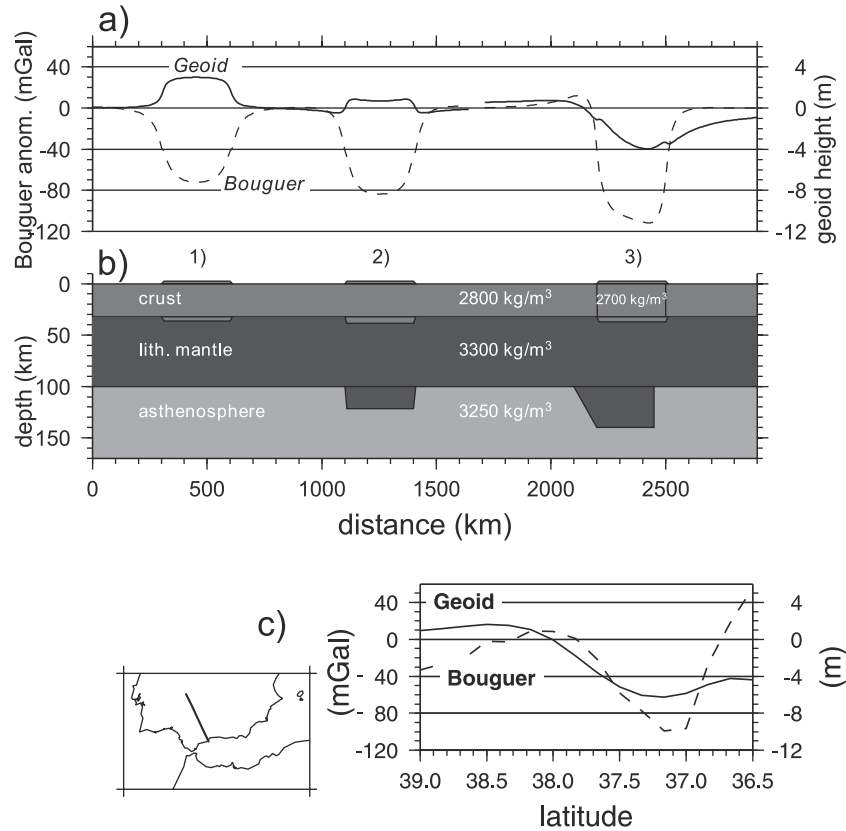 a)
Bouguer anom. (mGal)
40
0
-40
-80
-120
Geoid
Bouguer
4
0
-4
-8
-12
geoid height (m)
b)
1)
2)
3)
depth (km)
0
50
100
150
crust
2800 kg/m³
2700 kg/m³
lith. mantle
3300 kg/m³
asthenosphere
3250 kg/m³
0
500
1000
1500
2000
2500
distance (km)
c)
(mGal)
40
0
-40
-80
-120
Geoid
Bouguer
4
0
-4
-8
-12
(m)
39.0
38.5
38.0
37.5
37.0
36.5
latitude